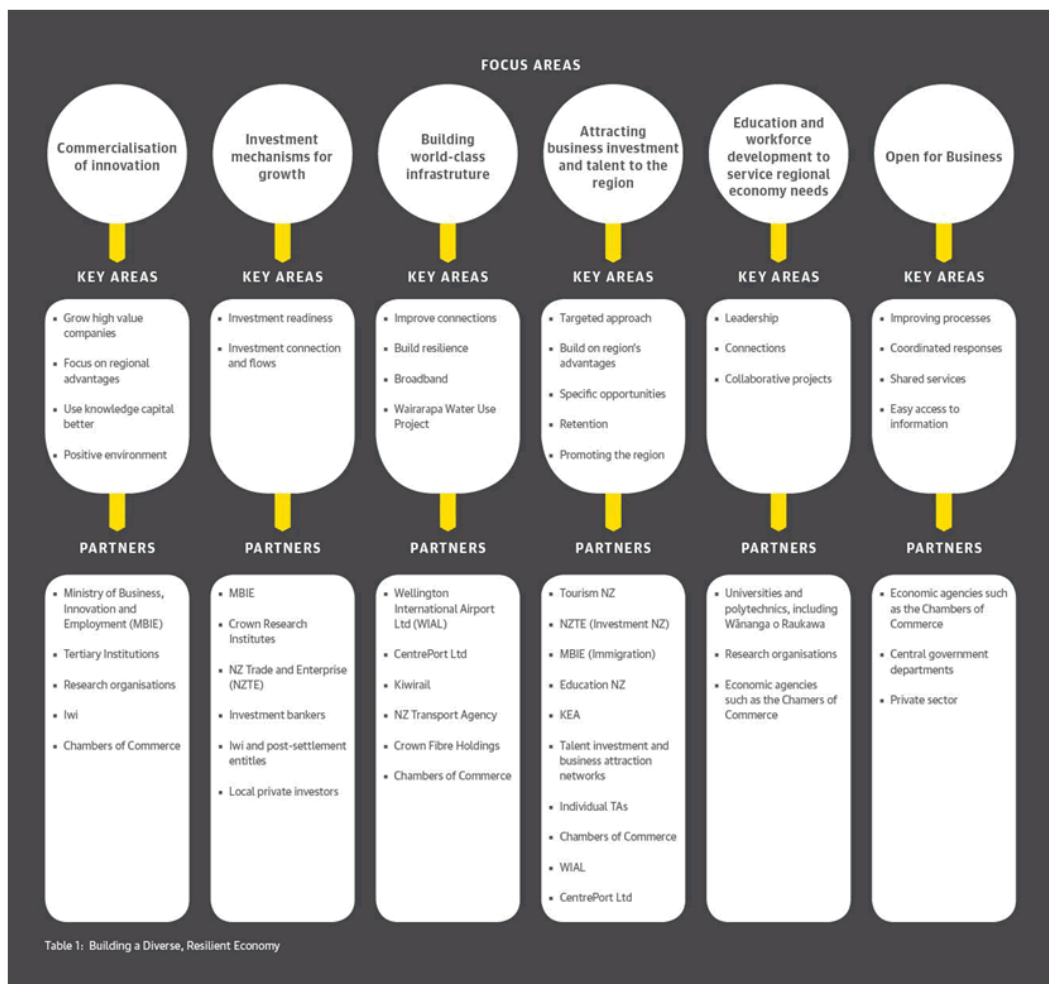 FOCUS AREAS
Commercialisation
of innovation
Investment
mechanisms for
growth
Building
world-class
infrastruture
Attracting
business investment
and talent to the
region
Education and
workforce
development to
service regional
economy needs
Open for Business
KEY AREAS
KEY AREAS
KEY AREAS
KEY AREAS
KEY AREAS
KEY AREAS
▪ Grow high value
companies
▪ Focus on regional
advantages
▪ Use knowledge capital
better
▪ Positive environment
▪ Investment readiness
▪ Investment connection
and flows
▪ Improve connections
▪ Build resilience
▪ Broadband
▪ Wairarapa Water Use
Project
▪ Targeted approach
▪ Build on region's
advantages
▪ Specific opportunities
▪ Retention
▪ Promoting the region
▪ Leadership
▪ Connections
▪ Collaborative projects
▪ Improving processes
▪ Coordinated responses
▪ Shared services
▪ Easy access to
information
PARTNERS
PARTNERS
PARTNERS
PARTNERS
PARTNERS
PARTNERS
▪ Ministry of Business,
Innovation and
Employment (MBIE)
▪ Tertiary Institutions
▪ Research organisations
▪ Iwi
▪ Chambers of Commerce
▪ MBIE
▪ Crown Research
Institutes
▪ NZ Trade and Enterprise
(NZTE)
▪ Investment bankers
▪ Iwi and post-settlement
entitles
▪ Local private investors
▪ Wellington
International Airport
Ltd (WIAL)
▪ CentrePort Ltd
▪ Kiwirail
▪ NZ Transport Agency
▪ Crown Fibre Holdings
▪ Chambers of Commerce
▪ Tourism NZ
▪ NZTE (Investment NZ)
▪ MBIE (Immigration)
▪ Education NZ
▪ KEA
▪ Talent investment and
business attraction
networks
▪ Individual TAs
▪ Chambers of Commerce
▪ WIAL
▪ CentrePort Ltd
▪ Universities and
polytechnics, including
Wānanga o Raukawa
▪ Research organisations
▪ Economic agencies
such as the Chamers of
Commerce
▪ Economic agencies such
as the Chambers of
Commerce
▪ Central government
departments
▪ Private sector
Table 1: Building a Diverse, Resilient Economy